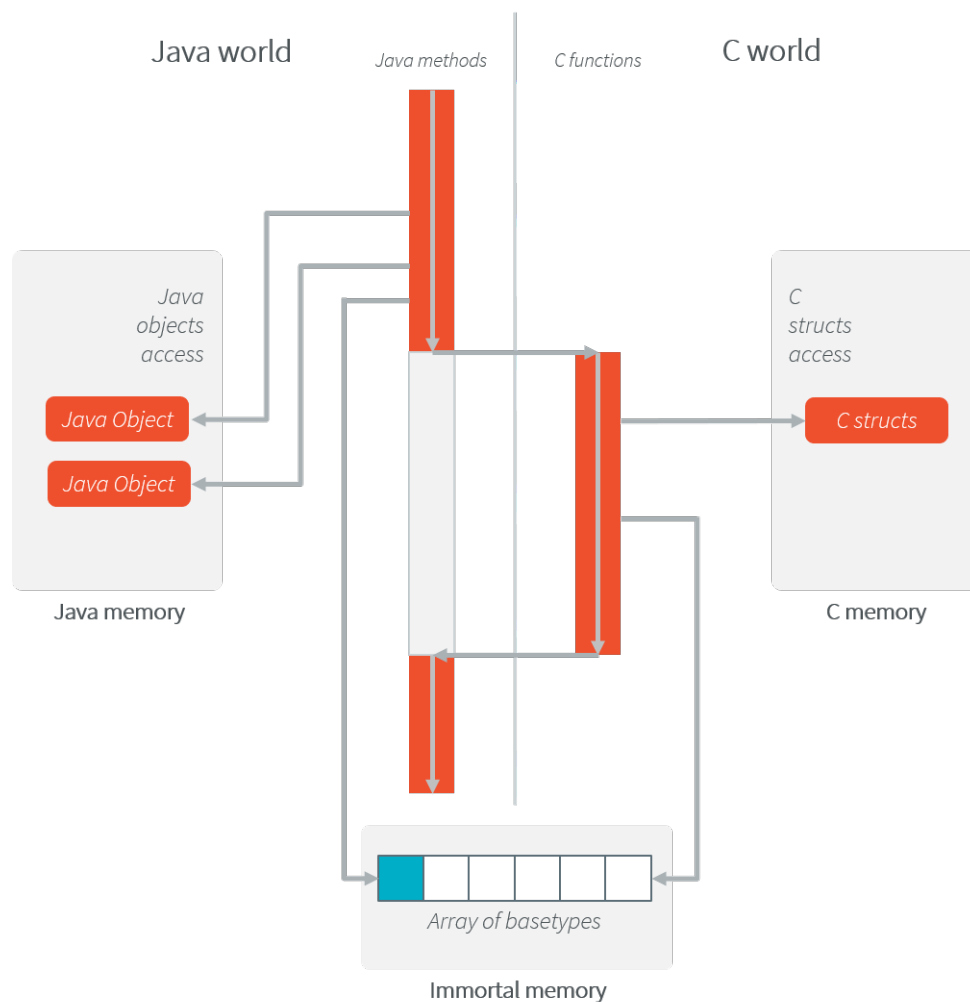 Java world
Java methods
C functions
C world
Java
objects
access
Java Object
Java Object
Java memory
C
structs
access
C structs
C memory
Array of basetypes
Immortal memory